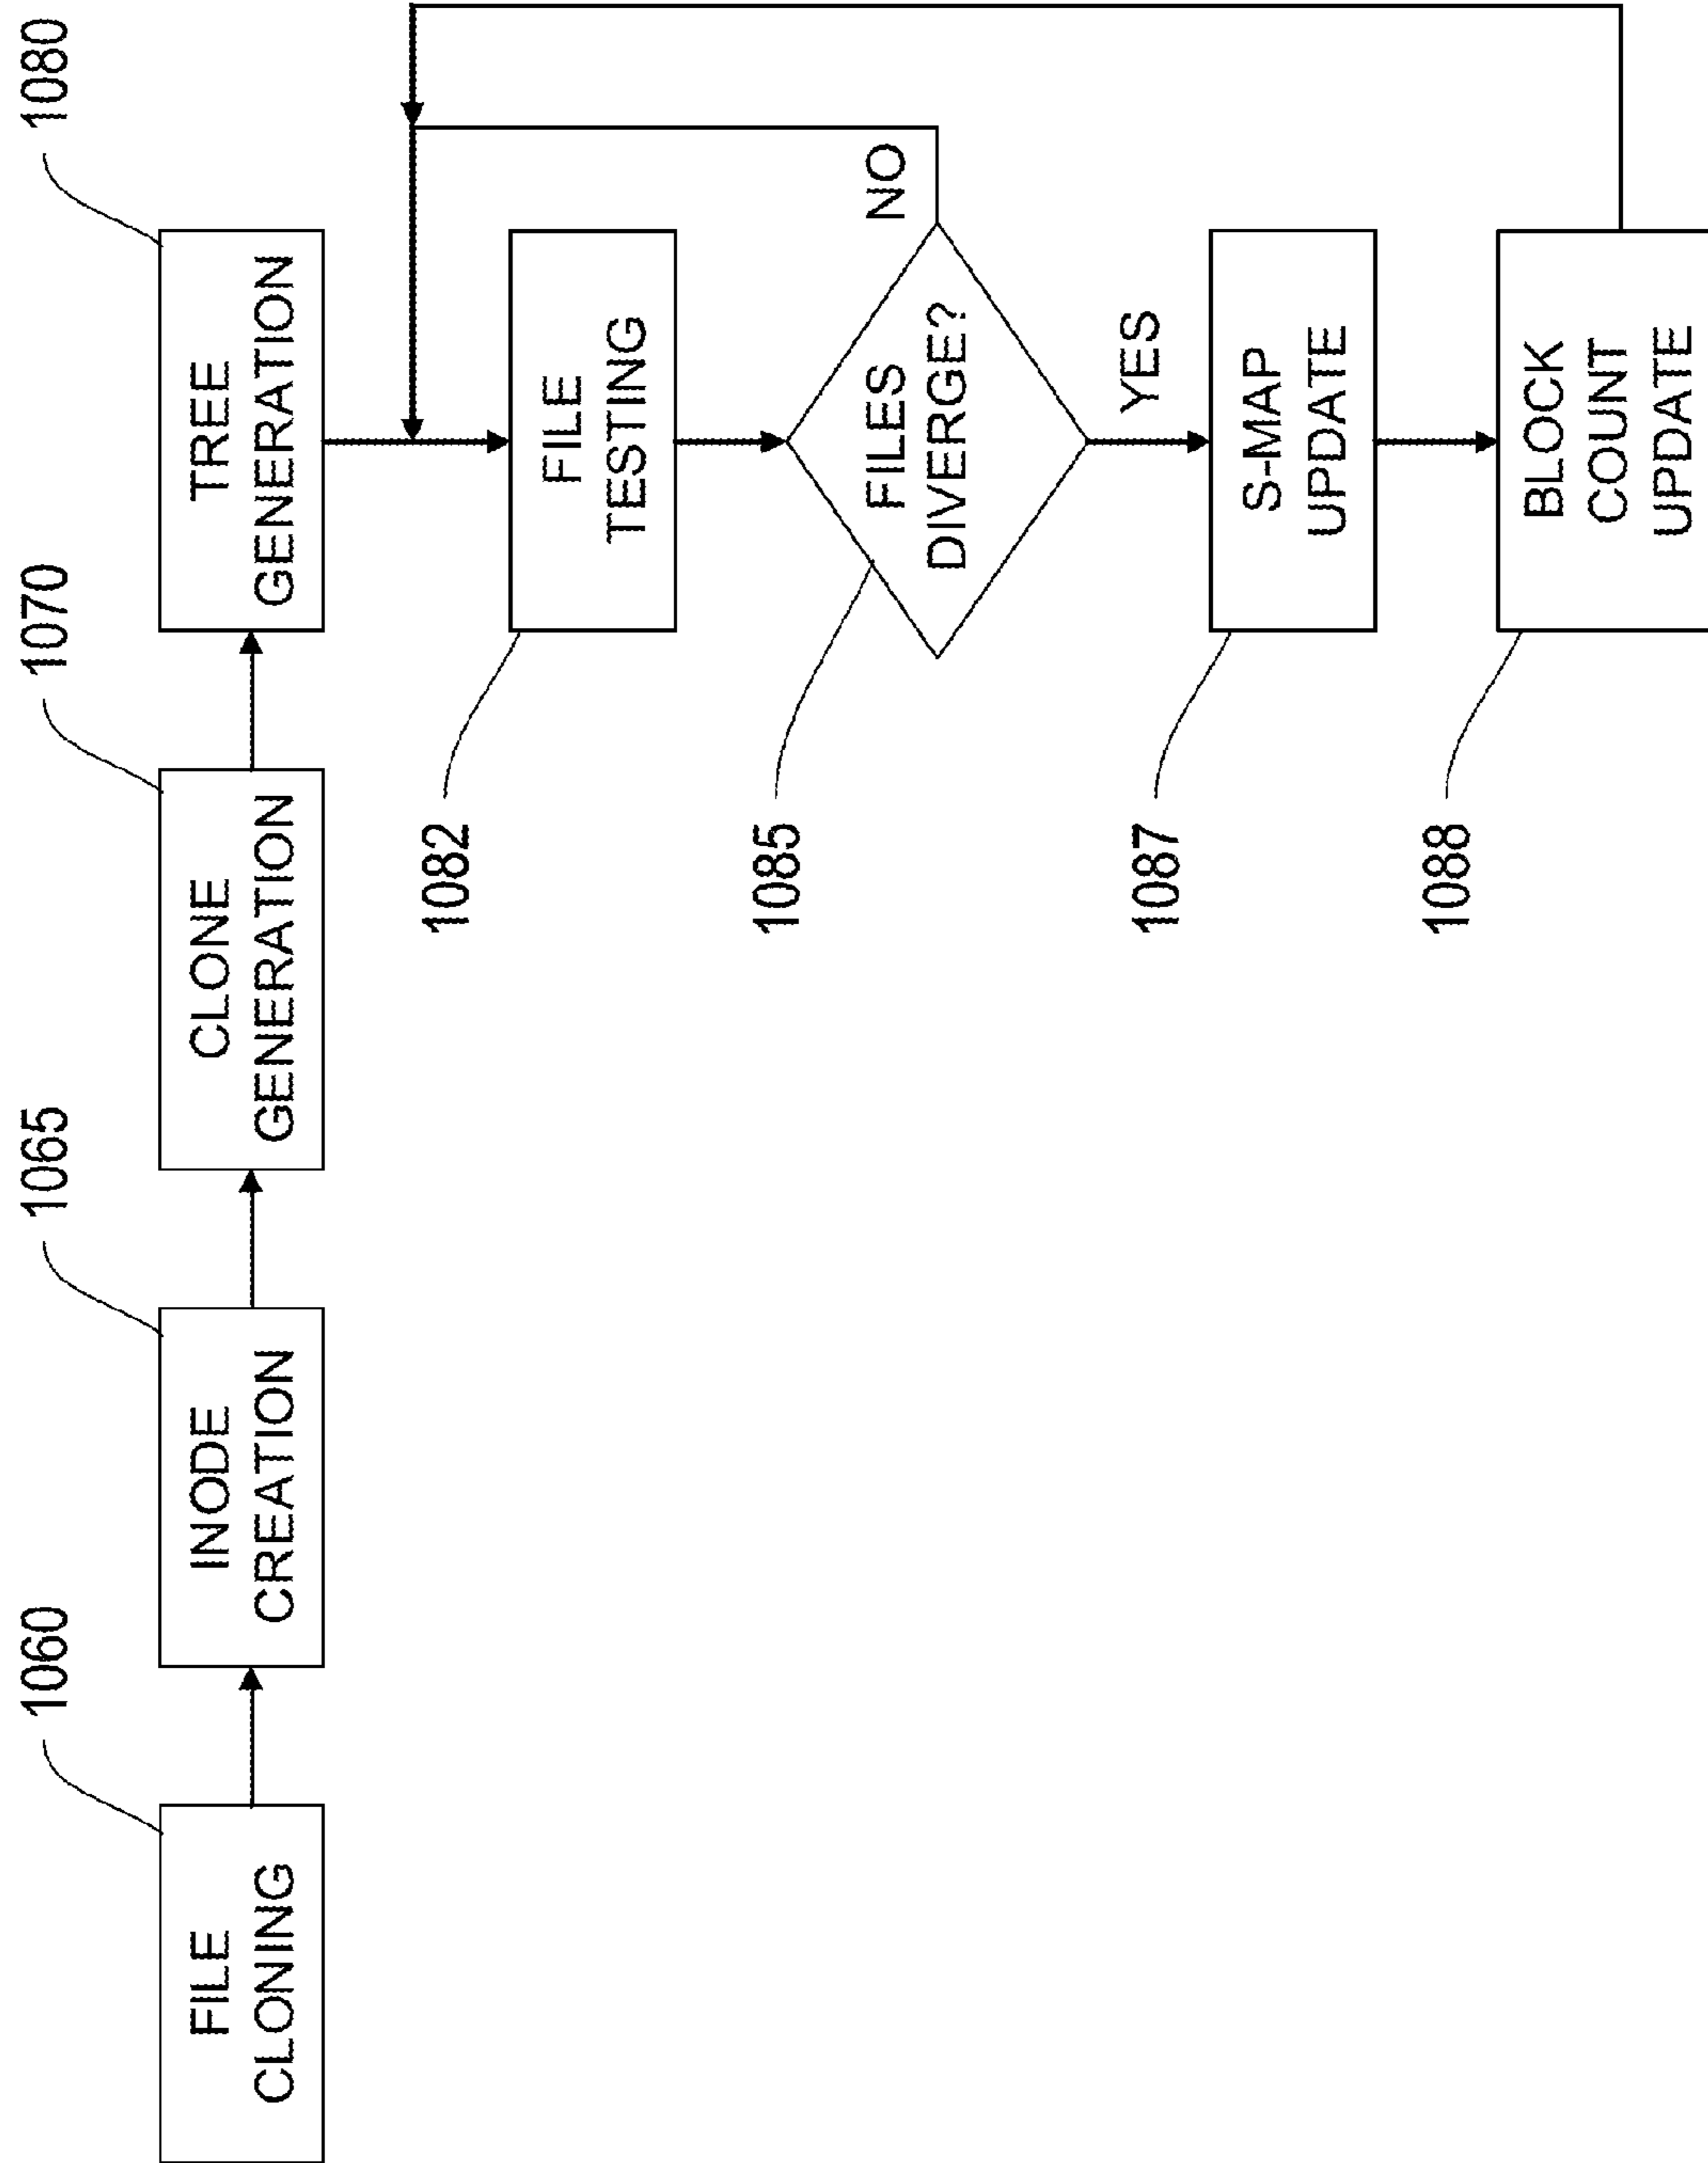 1060
FILE
CLONING
1065
INODE
CREATION
1070
CLONE
GENERATION
1080
TREE
GENERATION
1082
FILE
TESTING
1085
FILES
DIVERGE?
NO
YES
1087
S-MAP
UPDATE
1088
BLOCK
COUNT
UPDATE